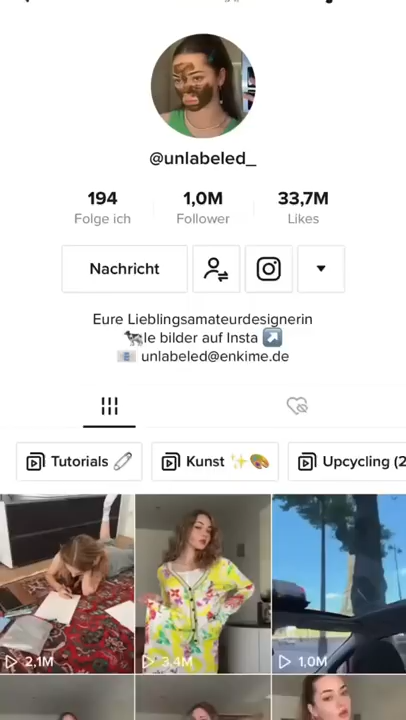 @unlabeled_
194 1,0M 33,7M
Folge ich Follower Likes
Nachricht
Eure Lieblingsamateurdesignerin
🐄le bilder auf Insta ↗️
📧 unlabeled@enkime.de
Tutorials 🖊️ Kunst ✨🎨 Upcycling (2
2,1M 3,4M 1,0M